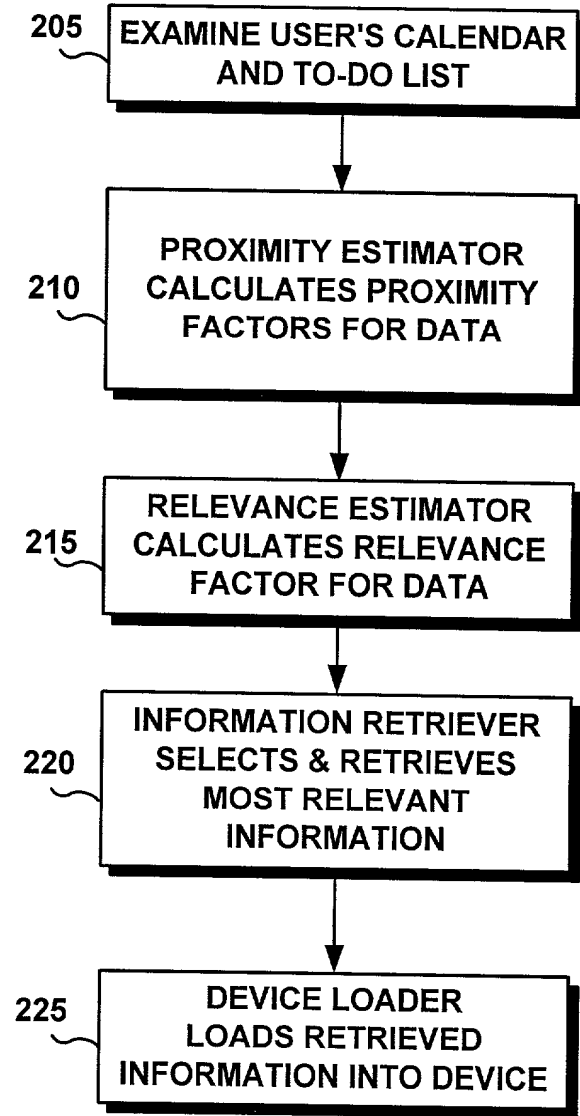 205
EXAMINE USER'S CALENDAR
AND TO-DO LIST
210
PROXIMITY ESTIMATOR
CALCULATES PROXIMITY
FACTORS FOR DATA
215
RELEVANCE ESTIMATOR
CALCULATES RELEVANCE
FACTOR FOR DATA
220
INFORMATION RETRIEVER
SELECTS & RETRIEVES
MOST RELEVANT
INFORMATION
225
DEVICE LOADER
LOADS RETRIEVED
INFORMATION INTO DEVICE